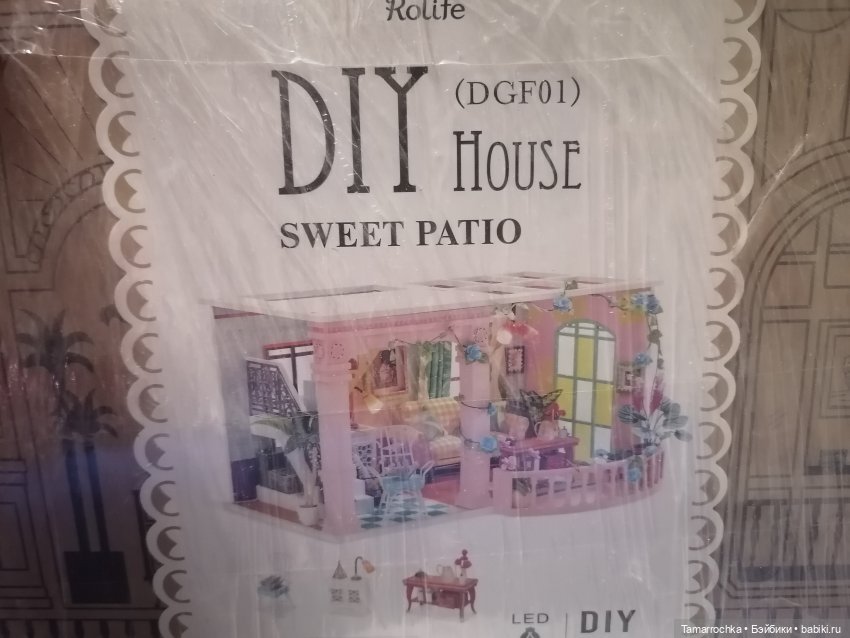 Rolife
DIY (DGF01)
HOUSE
SWEET PATIO
LED
DIY
Tamarrochka • Бэйбики • babiki.ru